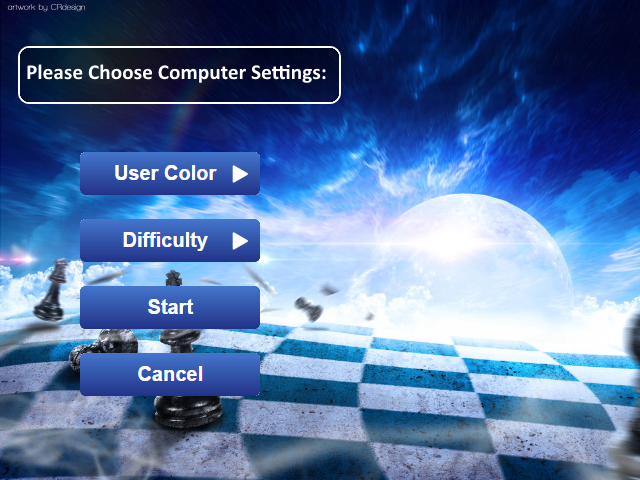 artwork by CRdesign
Please Choose Computer Settings:
User Color
Difficulty
Start
Cancel